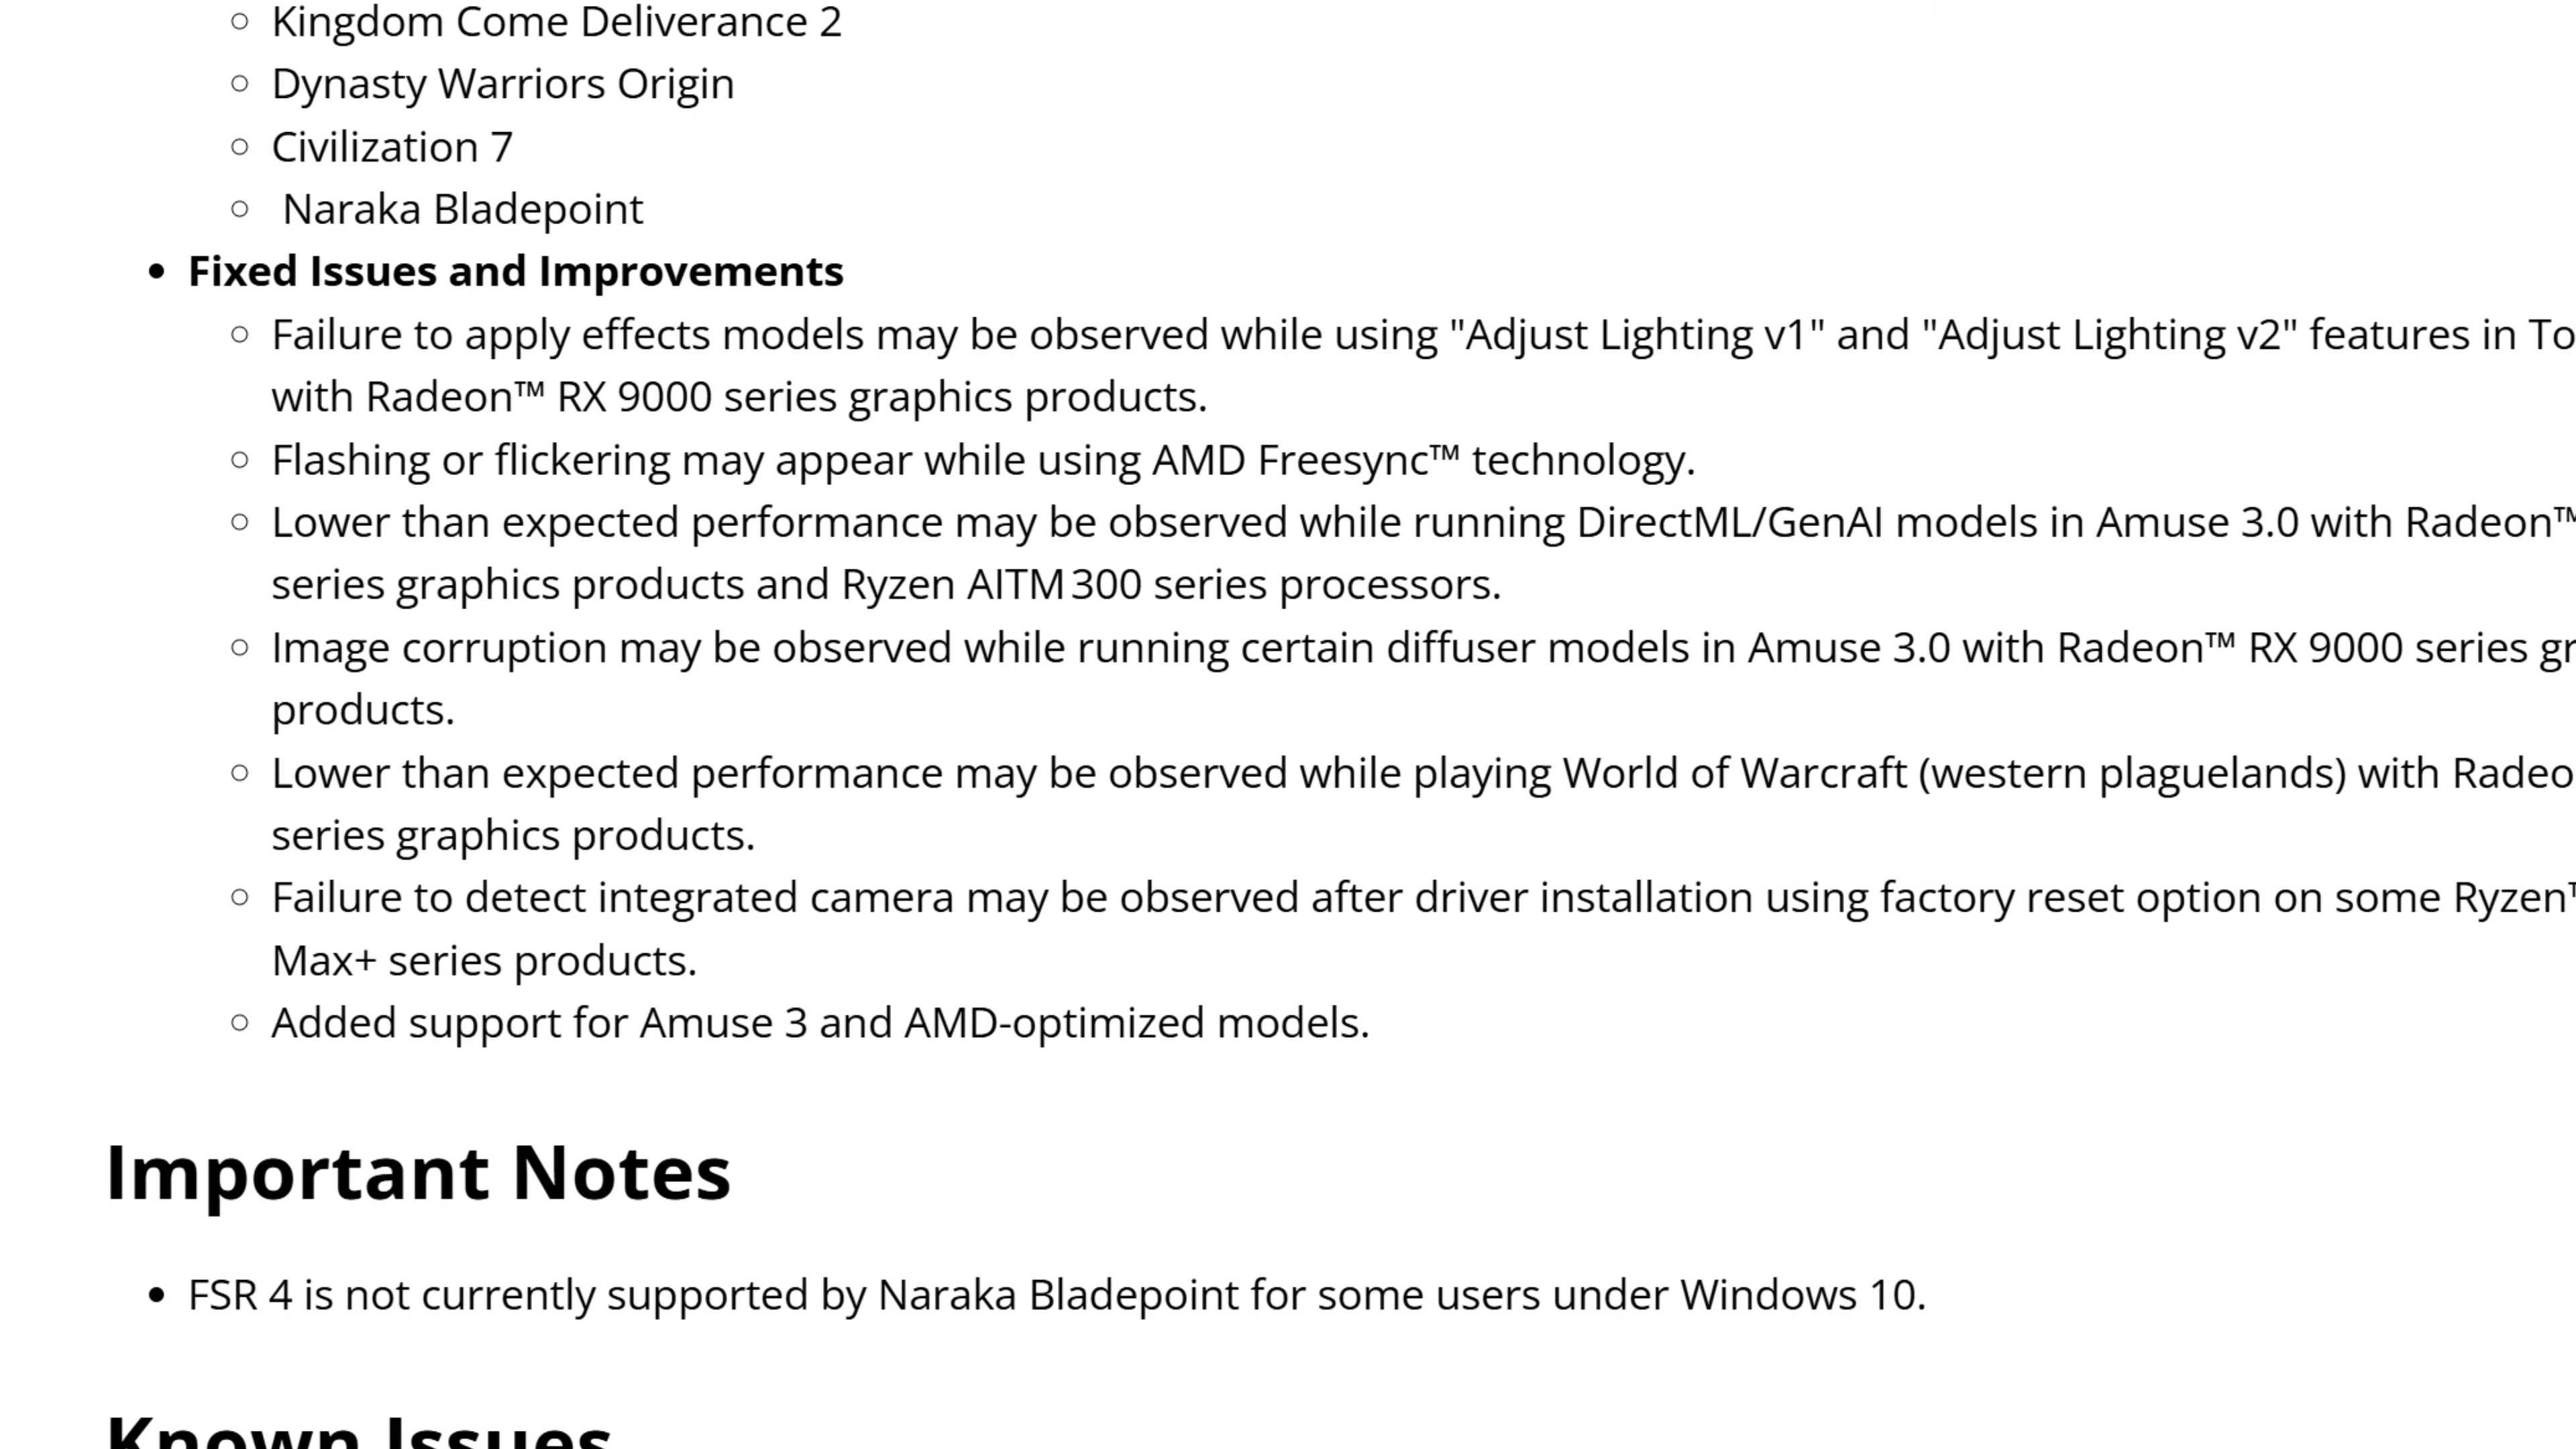 Kingdom Come Deliverance 2
Dynasty Warriors Origin
Civilization 7
Naraka Bladepoint
Fixed Issues and Improvements
Failure to apply effects models may be observed while using "Adjust Lighting v1" and "Adjust Lighting v2" features in
with Radeon™ RX 9000 series graphics products.
Flashing or flickering may appear while using AMD Freesync™ technology.
Lower than expected performance may be observed while running DirectML/GenAI models in Amuse 3.0 with Radeon™
series graphics products and Ryzen AITM 300 series processors.
Image corruption may be observed while running certain diffuser models in Amuse 3.0 with Radeon™ RX 9000 series
products.
Lower than expected performance may be observed while playing World of Warcraft (western plaguelands) with
series graphics products.
Failure to detect integrated camera may be observed after driver installation using factory reset option on some Ryzen™
Max+ series products.
Added support for Amuse 3 and AMD-optimized models.
Important Notes
FSR 4 is not currently supported by Naraka Bladepoint for some users under Windows 10.
Known Issues